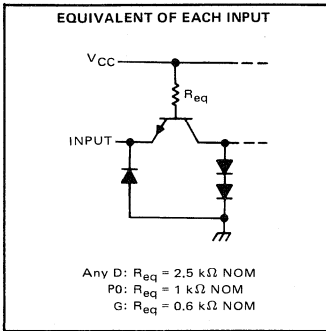 EQUIVALENT OF EACH INPUT
VCC
Req
INPUT
Any D: Req = 2.5 kΩ NOM
P0: Req = 1 kΩ NOM
G: Req = 0.6 kΩ NOM